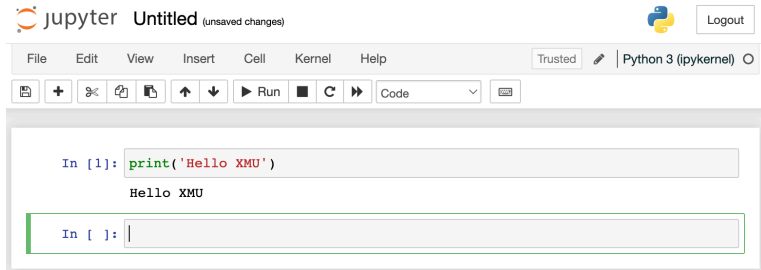 jupyter Untitled (unsaved changes) Logout
File Edit View Insert Cell Kernel Help Trusted Python 3 (ipykernel)
Run Code
In [1]: print('Hello XMU')
Hello XMU
In [ ]: